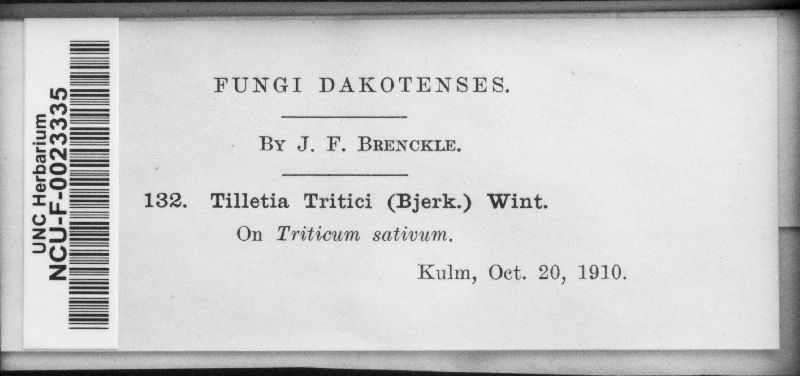 UNC Herbarium
NCU-F-0023335
FUNGI DAKOTENSES.
By J. F. Brenckle.
132. Tilletia Tritici (Bjerk.) Wint.
On Triticum sativum.
Kulm, Oct. 20, 1910.